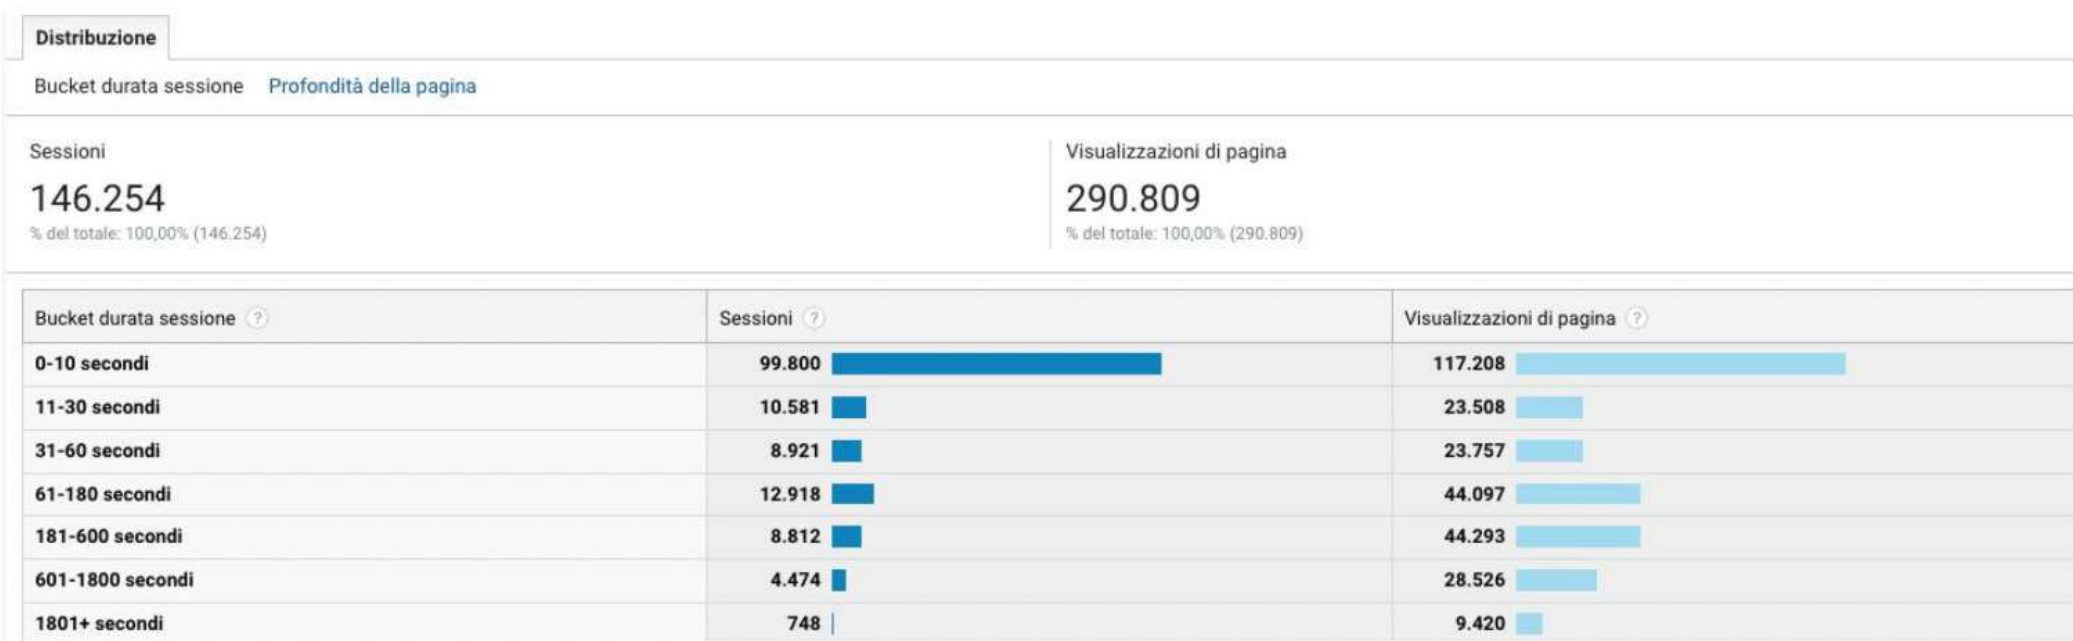 Distribuzione
Bucket durata sessione Profondità della pagina
Sessioni Visualizzazioni di pagina
146.254 290.809
% del totale: 100,00% (146.254) % del totale: 100,00% (290.809)
Bucket durata sessione ? Sessioni ? Visualizzazioni di pagina ?
0-10 secondi 99.800 117.208
11-30 secondi 10.581 23.508
31-60 secondi 8.921 23.757
61-180 secondi 12.918 44.097
181-600 secondi 8.812 44.293
601-1800 secondi 4.474 28.526
1801+ secondi 748 9.420